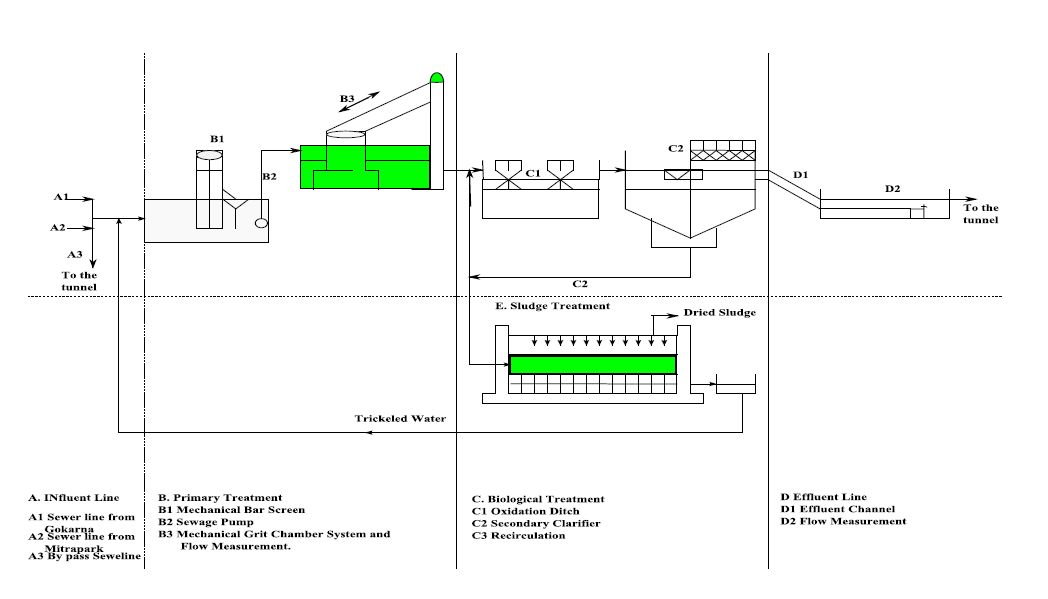 B3
B1
C2
C1
B2
D1
D2
A1
To the
tunnel
A2
A3
To the
tunnel
C2
E. Sludge Treatment
Dried Sludge
Trickeled Water
A. INfluent Line
A1 Sewer line from
Gokarna
A2 Sewer line from
Mitrapark
A3 By pass Seweline
B. Primary Treatment
B1 Mechanical Bar Screen
B2 Sewage Pump
B3 Mechanical Grit Chamber System and
Flow Measurement.
C. Biological Treatment
C1 Oxidation Ditch
C2 Secondary Clarifier
C3 Recirculation
D Effluent Line
D1 Effluent Channel
D2 Flow Measurement